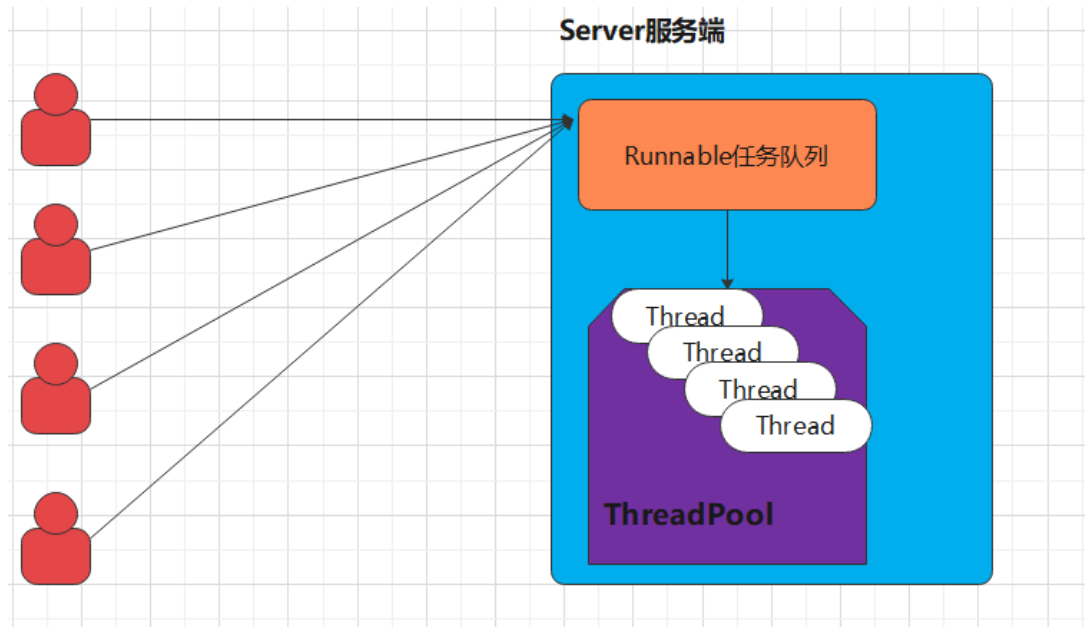 Server服务端
Runnable任务队列
Thread
Thread
Thread
Thread
ThreadPool